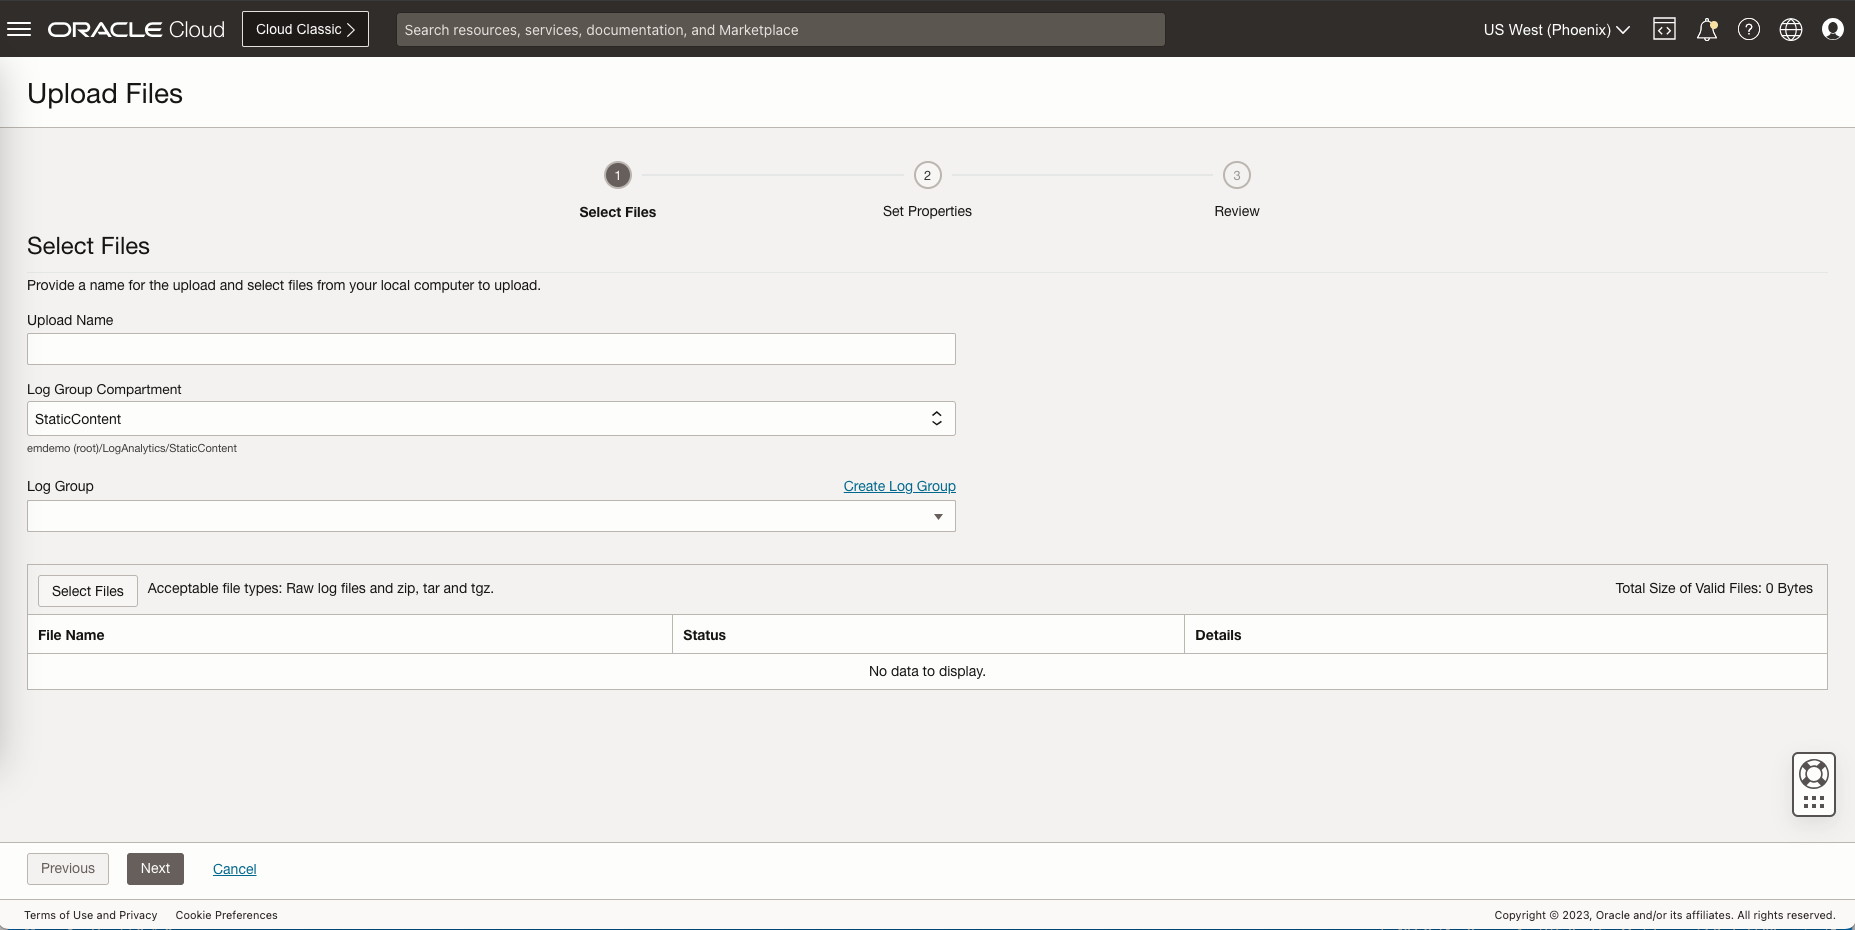 ORACLE Cloud
Cloud Classic
Search resources, services, documentation, and Marketplace
US West (Phoenix)
Upload Files
1
2
3
Select Files
Set Properties
Review
Select Files
Provide a name for the upload and select files from your local computer to upload.
Upload Name
Log Group Compartment
StaticContent
emdemo (root)/LogAnalytics/StaticContent
Log Group
Create Log Group
Select Files
Acceptable file types: Raw log files and zip, tar and tgz.
Total Size of Valid Files: 0 Bytes
File Name
Status
Details
No data to display.
Previous
Next
Cancel
Terms of Use and Privacy
Cookie Preferences
Copyright © 2023, Oracle and/or its affiliates. All rights reserved.